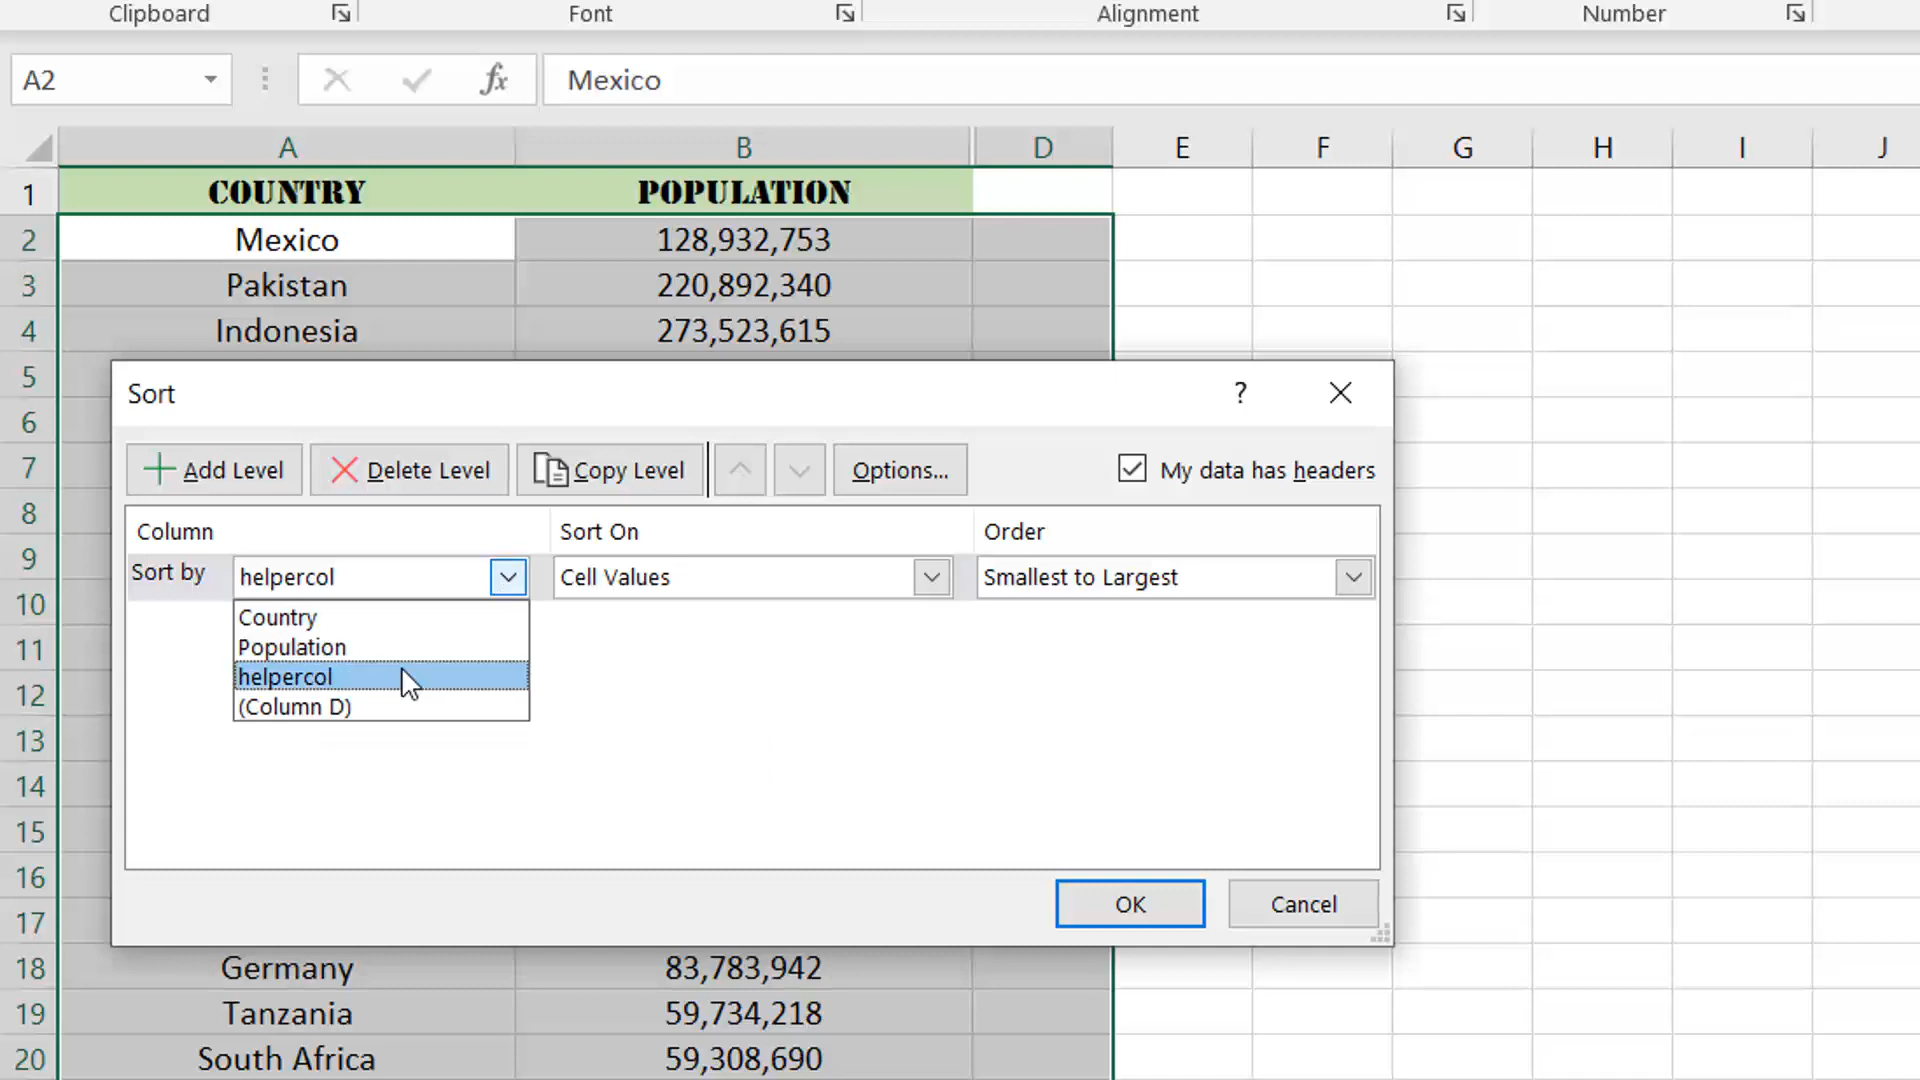 Clipboard Font Alignment Number
A2 fx Mexico
A B D E F G H I J
1 COUNTRY POPULATION
2 Mexico 128,932,753
3 Pakistan 220,892,340
4 Indonesia 273,523,615
5
Sort ?
6
7 Add Level Delete Level Copy Level Options... My data has headers
8 Column Sort On Order
9 Sort by helpercol Cell Values Smallest to Largest
10 Country
11 Population
helpercol
12 (Column D)
13
14
15
16
17 OK Cancel
18 Germany 83,783,942
19 Tanzania 59,734,218
20 South Africa 59,308,690